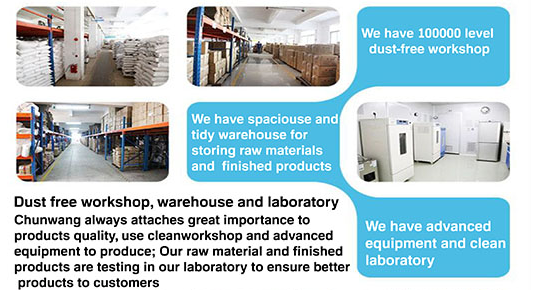 We have 100000 level
dust-free workshop
We have spaciouse and
tidy warehouse for
storing raw materials
and finished products
Dust free workshop, warehouse and laboratory
Chunwang always attaches great importance to
products quality, use cleanworkshop and advanced
equipment to produce; Our raw material and finished
products are testing in our laboratory to ensure better
products to customers
We have advanced
equipment and clean
laboratory